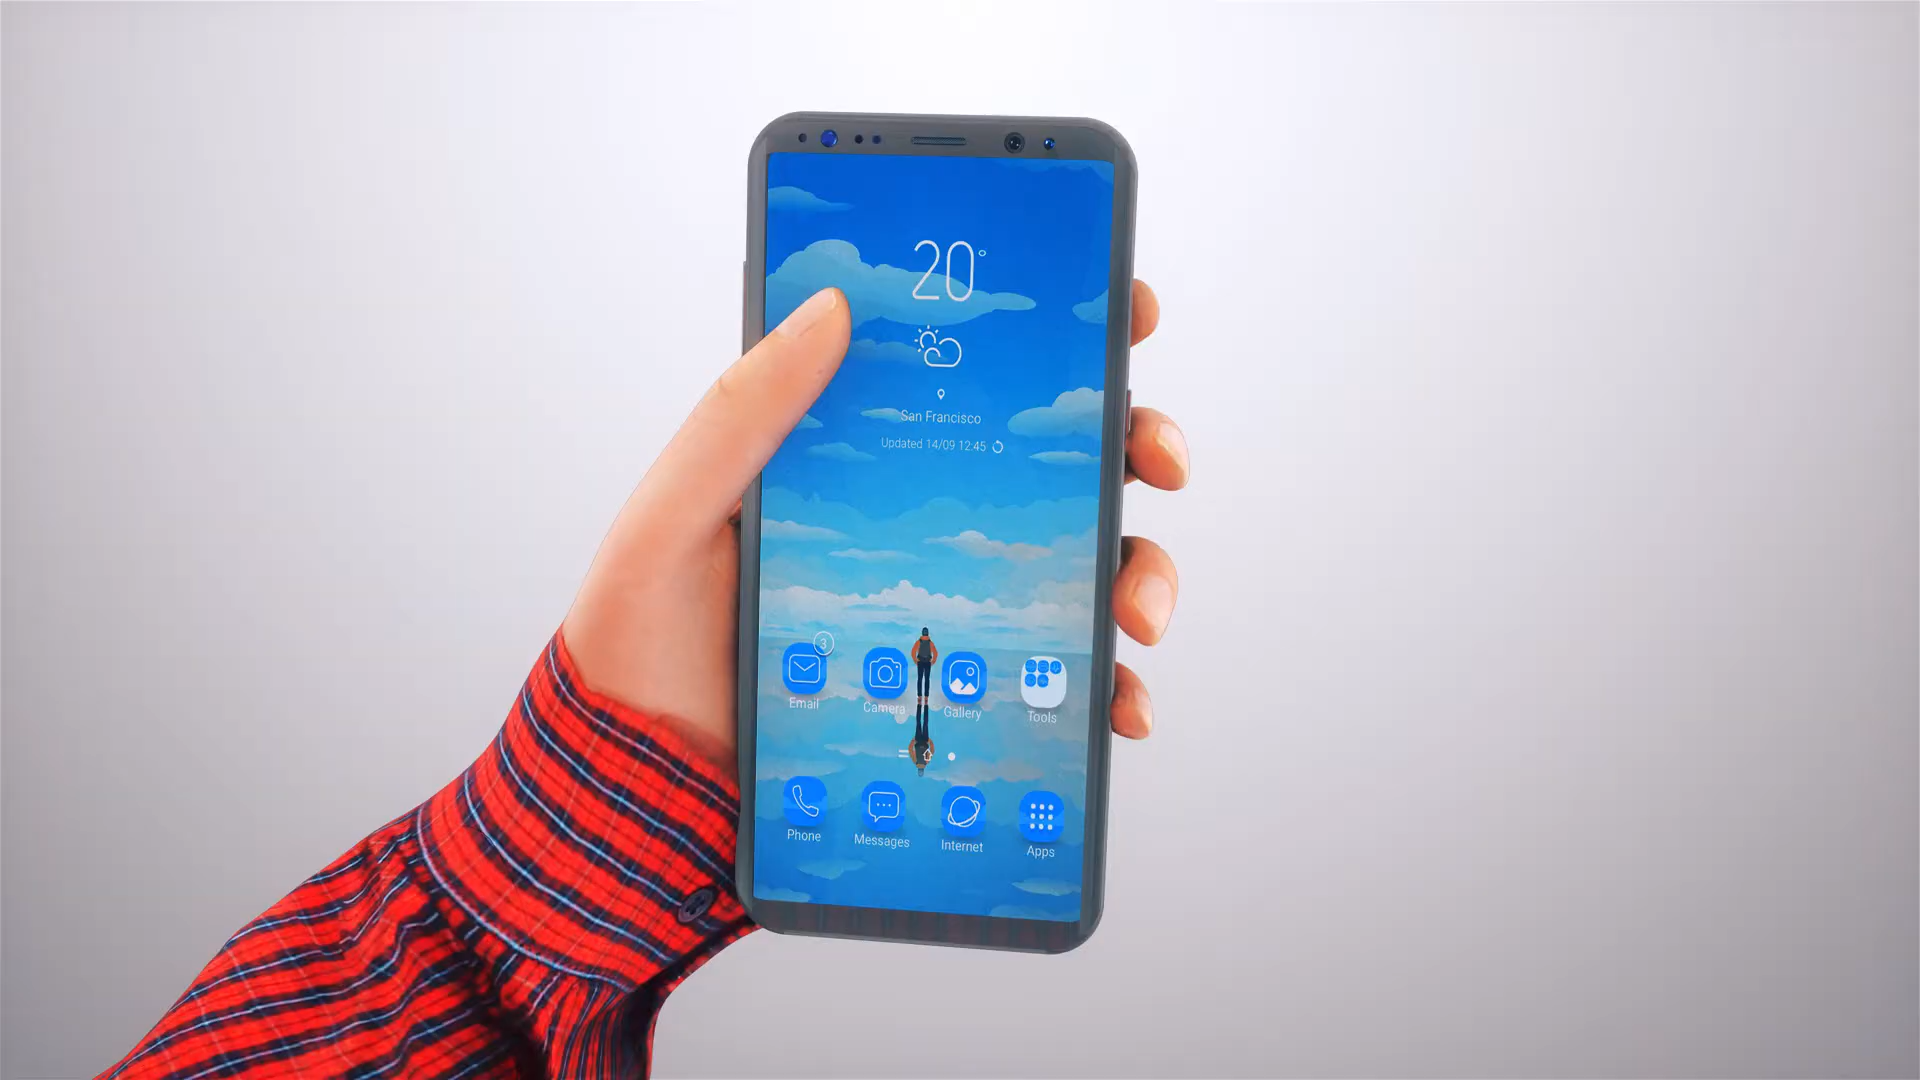 20°
San Francisco
Updated 14/09 12:45
3
Email
Camera
Gallery
Tools
Phone
Messages
Internet
Apps